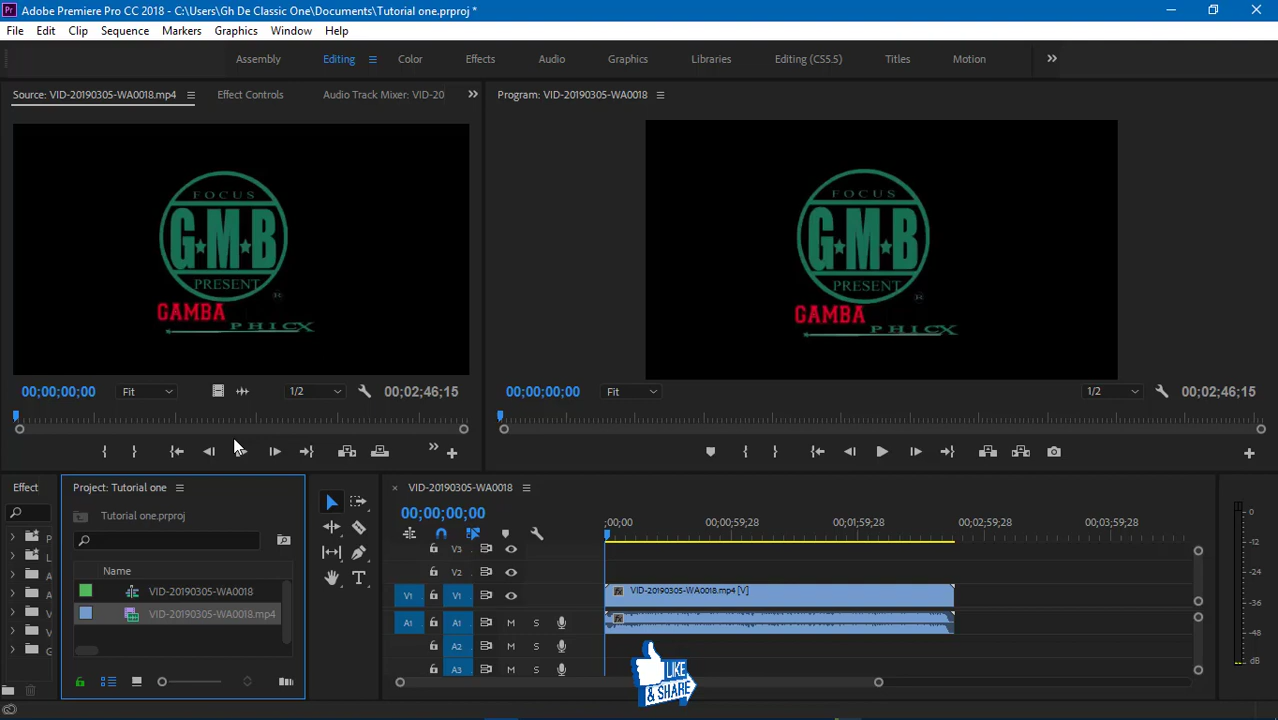 Pr Adobe Premiere Pro CC 2018 - C:\Users\Gh De Classic One\Documents\Tutorial one.prproj *
File Edit Clip Sequence Markers Graphics Window Help
Assembly Editing Color Effects Audio Graphics Libraries Editing (CS5.5) Titles Motion
Source: VID-20190305-WA0018.mp4 Effect Controls Audio Track Mixer: VID-20
Program: VID-20190305-WA0018
FOCUS
G★M★B
PRESENT
®
GAMBA
PHICX
FOCUS
G★M★B
PRESENT
®
GAMBA
PHICX
00;00;00;00 Fit 1/2 00;02;46;15
00;00;00;00 Fit 1/2 00;02;46;15
Effect
Project: Tutorial one
Tutorial one.prproj
Name
VID-20190305-WA0018
VID-20190305-WA0018.mp4
P
L
A
A
V
V
G
VID-20190305-WA0018
00;00;00;00
;00;00 00;00;59;28 00;01;59;28 00;02;59;28 00;03;59;28
V3
V2
V1 V1 fx VID-20190305-WA0018.mp4 [V]
A1 A1 M S fx
A2 M S
A3 M S
LIKE
& SHARE
0
-12
-24
-36
-48
dB